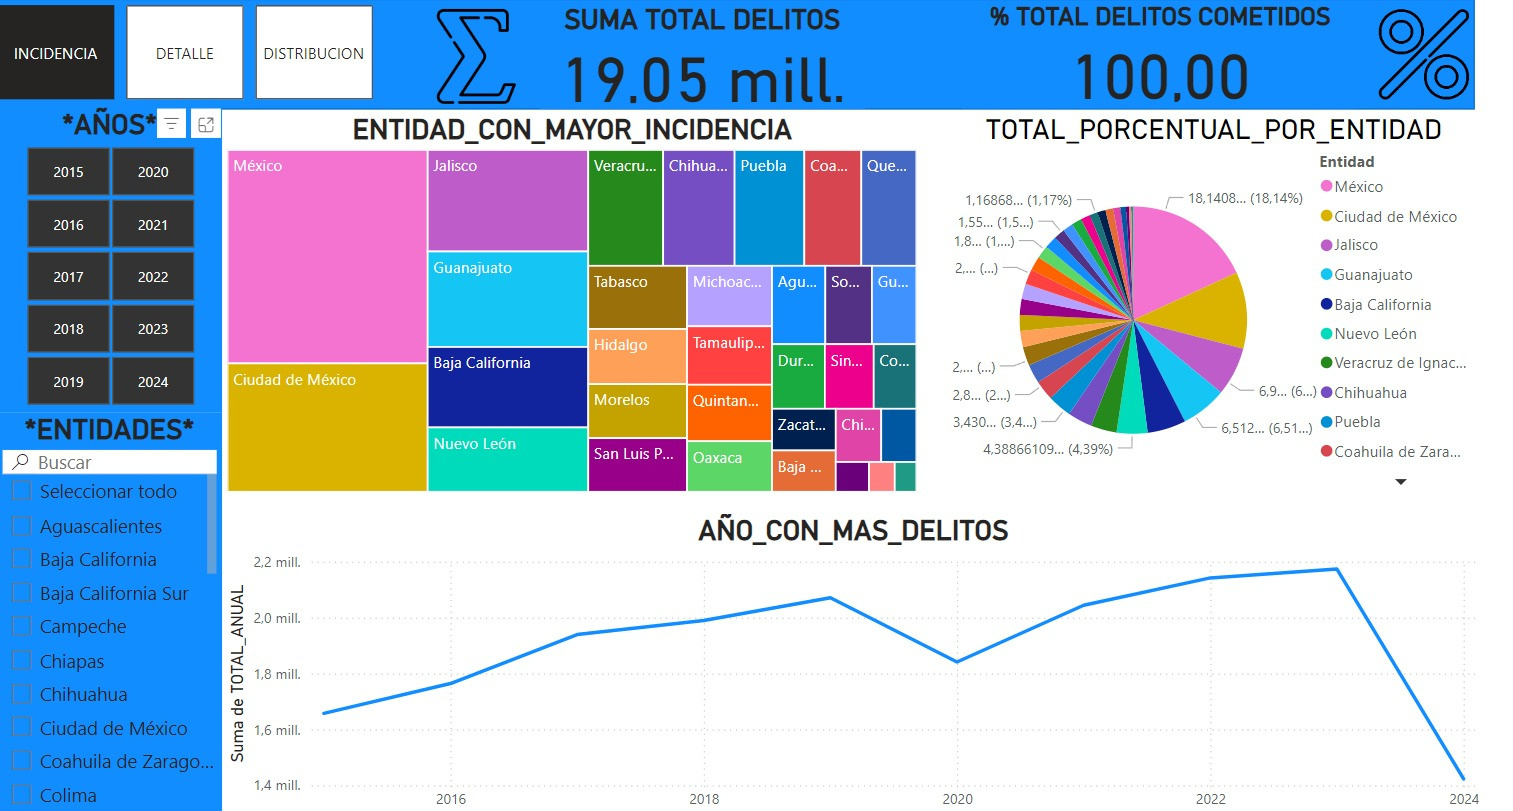 INCIDENCIA
DETALLE
DISTRIBUCION
SUMA TOTAL DELITOS
19,05 mill.
% TOTAL DELITOS COMETIDOS
100,00
*AÑOS*
2015 2020
2016 2021
2017 2022
2018 2023
2019 2024
*ENTIDADES*
Buscar
Seleccionar todo
Aguascalientes
Baja California
Baja California Sur
Campeche
Chiapas
Chihuahua
Ciudad de México
Coahuila de Zarago...
Colima
ENTIDAD_CON_MAYOR_INCIDENCIA
México
Ciudad de México
Jalisco
Guanajuato
Baja California
Nuevo León
Veracru...
Chihua...
Puebla
Coa...
Que...
Tabasco
Hidalgo
Morelos
San Luis P...
Michoac...
Tamaulip...
Quintan...
Oaxaca
Agu...
So...
Gu...
Dur...
Sin...
Co...
Zacat...
Chi...
Baja ...
TOTAL_PORCENTUAL_POR_ENTIDAD
1,16868... (1,17%)
1,55... (1,5...)
1,8... (1,...)
2,... (...)
2,... (...)
2,8... (2...)
3,430... (3,4...)
4,38866109... (4,39%)
18,1408... (18,14%)
6,9... (6...)
6,512... (6,51...)
Entidad
México
Ciudad de México
Jalisco
Guanajuato
Baja California
Nuevo León
Veracruz de Ignac...
Chihuahua
Puebla
Coahuila de Zara...
AÑO_CON_MAS_DELITOS
Suma de TOTAL_ANUAL
2,2 mill.
2,0 mill.
1,8 mill.
1,6 mill.
1,4 mill.
2016 2018 2020 2022 2024